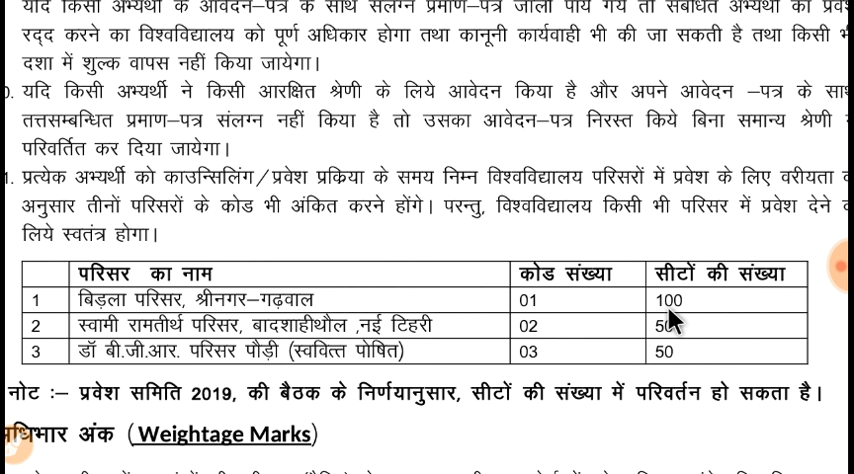 यदि किसी अभ्यर्थी के आवेदन–पत्र के साथ संलग्न प्रमाण–पत्र जाली पाये गये तो संबंधित अभ्यर्थी का
रद्द करने का विश्वविद्यालय को पूर्ण अधिकार होगा तथा कानूनी कार्यवाही भी की जा सकती है तथा किसी
दशा में शुल्क वापस नहीं किया जायेगा।
यदि किसी अभ्यर्थी ने किसी आरक्षित श्रेणी के लिये आवेदन किया है और अपने आवेदन –पत्र के
तत्तसम्बन्धित प्रमाण–पत्र संलग्न नहीं किया है तो उसका आवेदन–पत्र निरस्त किये बिना समान्य श्रेणी
परिवर्तित कर दिया जायेगा।
प्रत्येक अभ्यर्थी को काउन्सिलिंग/प्रवेश प्रक्रिया के समय निम्न विश्वविद्यालय परिसरों में प्रवेश के लिए वरीयता
अनुसार तीनों परिसरों के कोड भी अंकित करने होंगे। परन्तु, विश्वविद्यालय किसी भी परिसर में प्रवेश देने
लिये स्वतंत्र होगा।
परिसर का नाम कोड संख्या सीटों की संख्या
1 बिड़ला परिसर, श्रीनगर–गढ़वाल 01 100
2 स्वामी रामतीर्थ परिसर, बादशाहीथौल ,नई टिहरी 02 50
3 डॉ बी.जी.आर. परिसर पौड़ी (स्ववित्त पोषित) 03 50
नोट :– प्रवेश समिति 2019, की बैठक के निर्णयानुसार, सीटों की संख्या में परिवर्तन हो सकता है।
अंक (Weightage Marks)